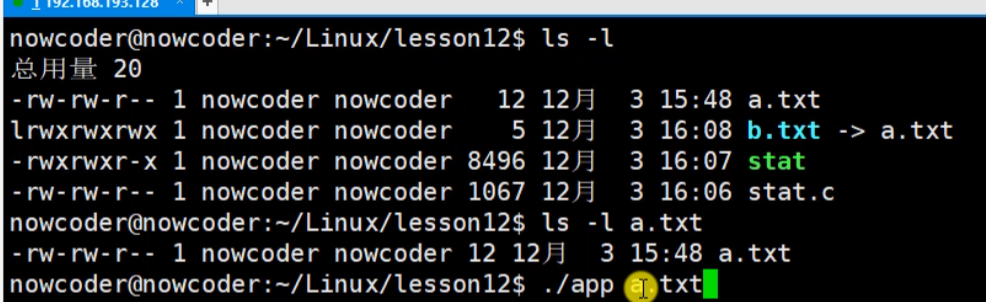 1 192.168.193.128 × +
nowcoder@nowcoder:~/Linux/lesson12$ ls -l
总用量 20
-rw-rw-r-- 1 nowcoder nowcoder   12 12月  3 15:48 a.txt
lrwxrwxrwx 1 nowcoder nowcoder    5 12月  3 16:08 b.txt -> a.txt
-rwxrwxr-x 1 nowcoder nowcoder 8496 12月  3 16:07 stat
-rw-rw-r-- 1 nowcoder nowcoder 1067 12月  3 16:06 stat.c
nowcoder@nowcoder:~/Linux/lesson12$ ls -l a.txt
-rw-rw-r-- 1 nowcoder nowcoder 12 12月  3 15:48 a.txt
nowcoder@nowcoder:~/Linux/lesson12$ ./app a.txt